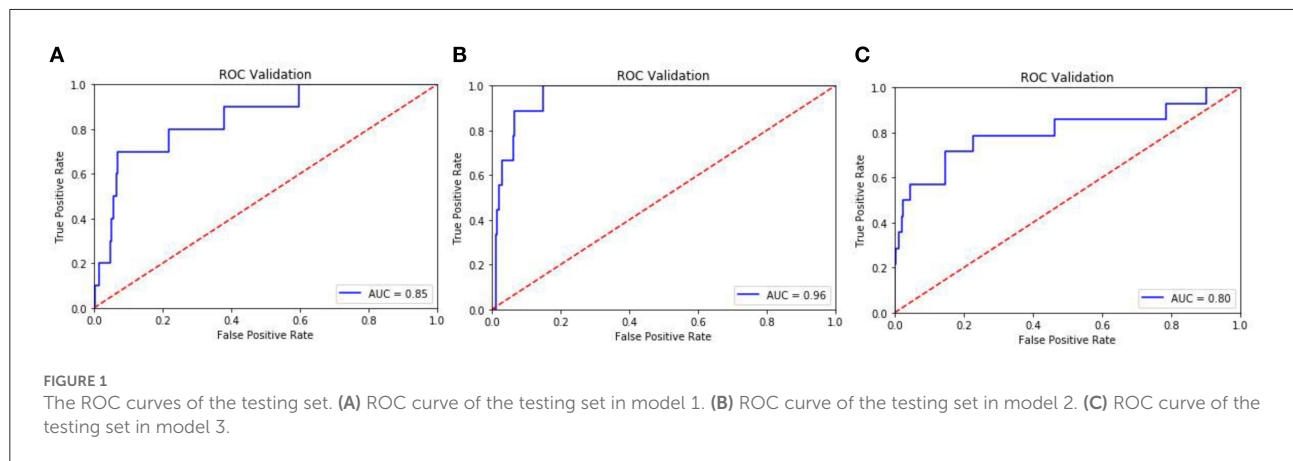 A
ROC Validation
1.0
0.8
0.6
0.4
0.2
0.0
True Positive Rate
0.0 0.2 0.4 0.6 0.8 1.0
False Positive Rate
AUC = 0.85
B
ROC Validation
1.0
0.8
0.6
0.4
0.2
0.0
True Positive Rate
0.0 0.2 0.4 0.6 0.8 1.0
False Positive Rate
AUC = 0.96
C
ROC Validation
1.0
0.8
0.6
0.4
0.2
0.0
True Positive Rate
0.0 0.2 0.4 0.6 0.8 1.0
False Positive Rate
AUC = 0.80
FIGURE 1
The ROC curves of the testing set. (A) ROC curve of the testing set in model 1. (B) ROC curve of the testing set in model 2. (C) ROC curve of the
testing set in model 3.